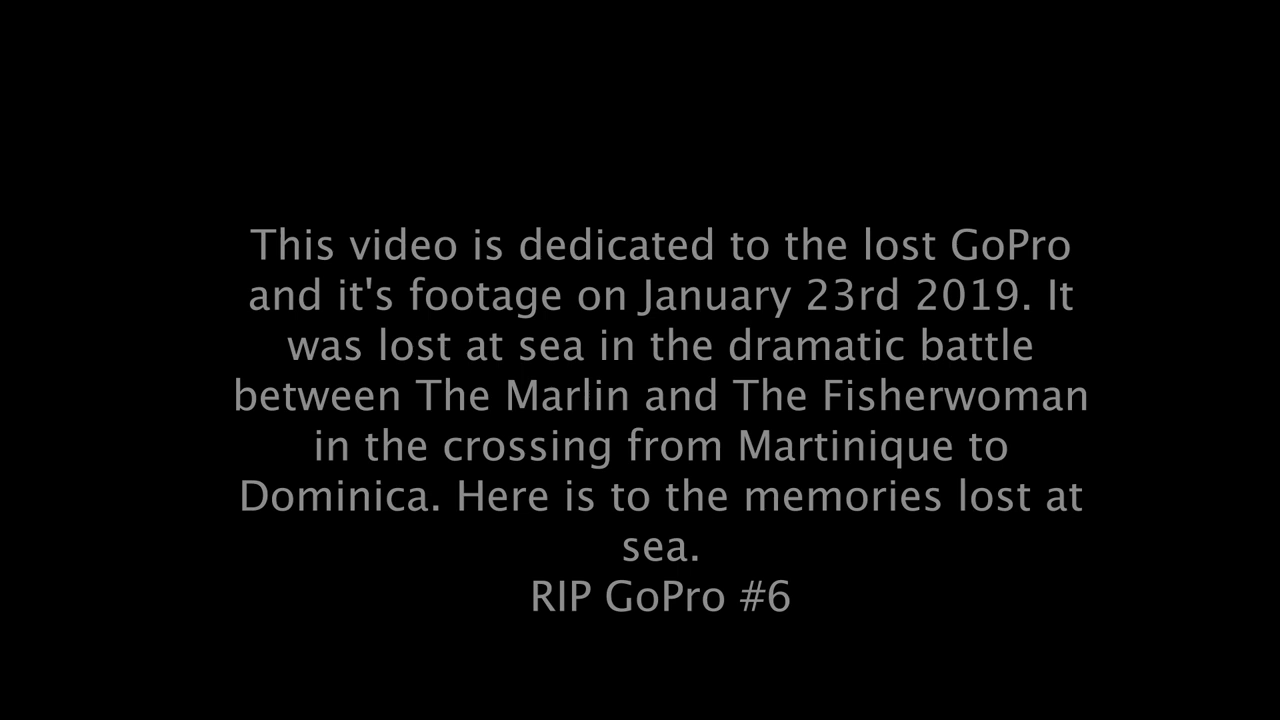 This video is dedicated to the lost GoPro
and it's footage on January 23rd 2019. It
was lost at sea in the dramatic battle
between The Marlin and The Fisherwoman
in the crossing from Martinique to
Dominica. Here is to the memories lost at
sea.
RIP GoPro #6